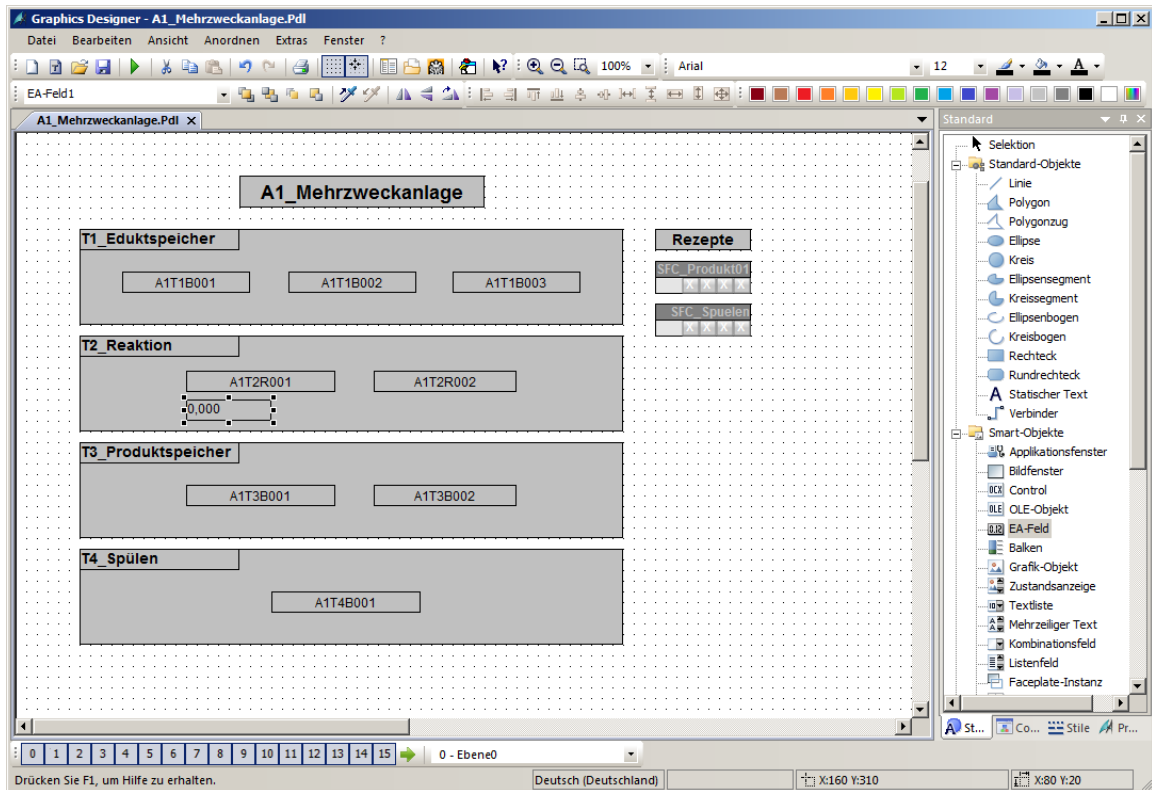 Graphics Designer - A1_Mehrzweckanlage.Pdl
Datei Bearbeiten Ansicht Anordnen Extras Fenster ?
100% Arial 12
EA-Feld1
A1_Mehrzweckanlage.Pdl
A1_Mehrzweckanlage
T1_Eduktspeicher
A1T1B001 A1T1B002 A1T1B003
T2_Reaktion
A1T2R001 A1T2R002
0,000
T3_Produktspeicher
A1T3B001 A1T3B002
T4_Spülen
A1T4B001
Rezepte
SFC_Produkt01
X X X X
SFC_Spuelen
X X X X
Standard
Selektion
Standard-Objekte
Linie
Polygon
Polygonzug
Ellipse
Kreis
Ellipsensegment
Kreissegment
Ellipsenbogen
Kreisbogen
Rechteck
Rundrechteck
A Statischer Text
Verbinder
Smart-Objekte
Applikationsfenster
Bildfenster
OCX Control
OLE OLE-Objekt
0.12 EA-Feld
Balken
Grafik-Objekt
Zustandsanzeige
Textliste
Mehrzeiliger Text
Kombinationsfeld
Listenfeld
Faceplate-Instanz
St... Co... Stile Pr...
0 1 2 3 4 5 6 7 8 9 10 11 12 13 14 15 0 - Ebene0
Drücken Sie F1, um Hilfe zu erhalten. Deutsch (Deutschland) X:160 Y:310 X:80 Y:20